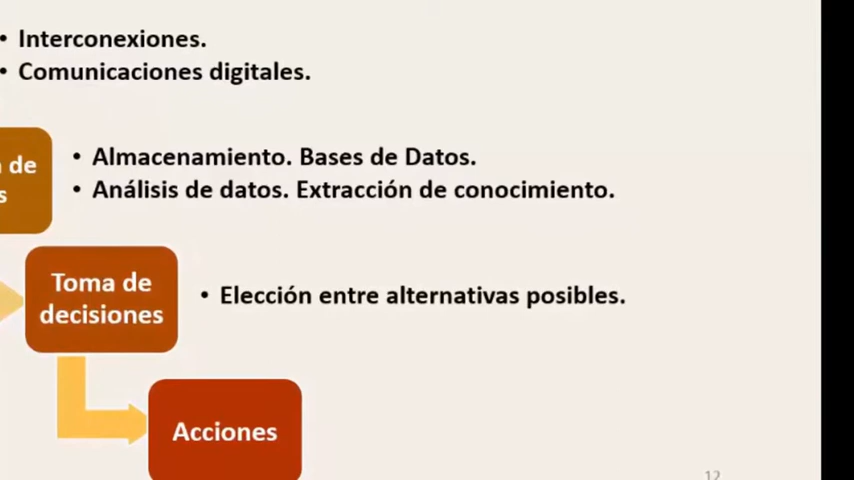 • Interconexiones.
• Comunicaciones digitales.
• Almacenamiento. Bases de Datos.
• Análisis de datos. Extracción de conocimiento.
de
s
Toma de
decisiones
• Elección entre alternativas posibles.
Acciones
12